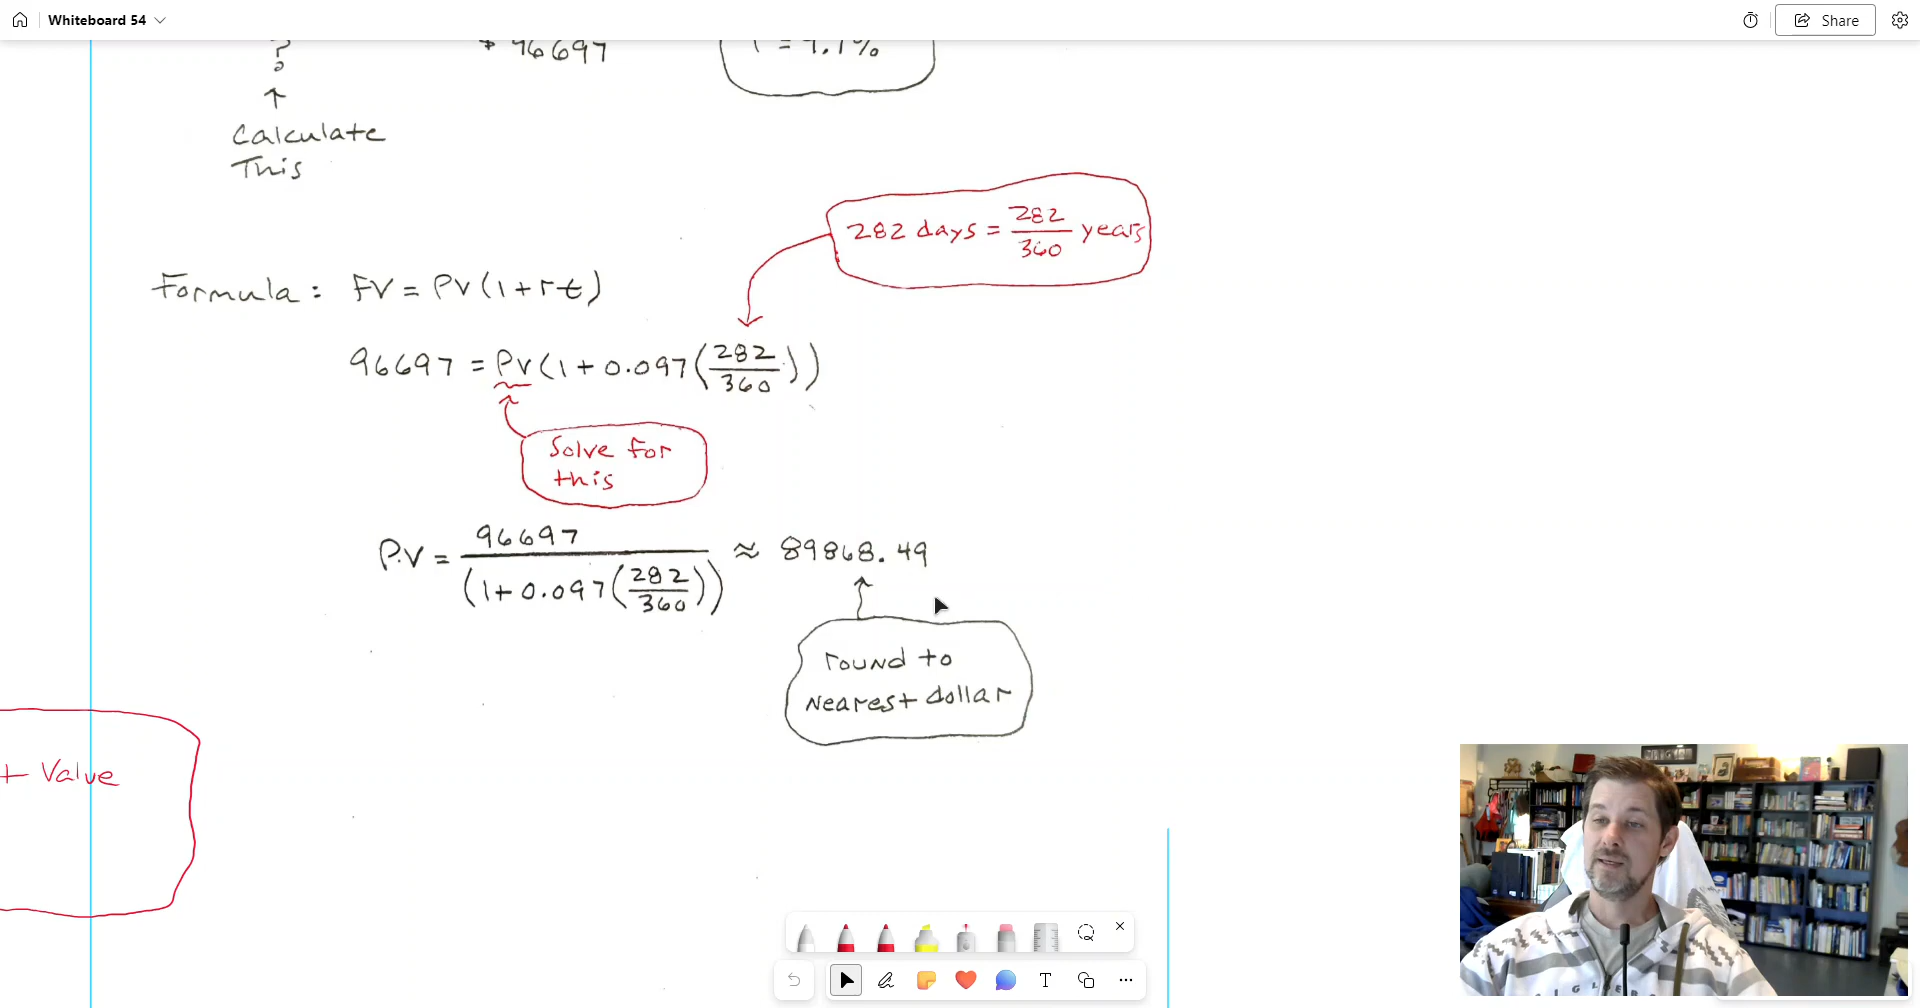 Whiteboard 54
Share
?
$ 96697
r = 9.7%
Calculate
This
282 days = 282/360 years
Formula: FV = PV(1+rt)
96697 = PV(1+0.097(282/360))
Solve for
this
PV = 96697/(1+0.097(282/360)) ≈ 89868.49
round to
nearest dollar
Value
T